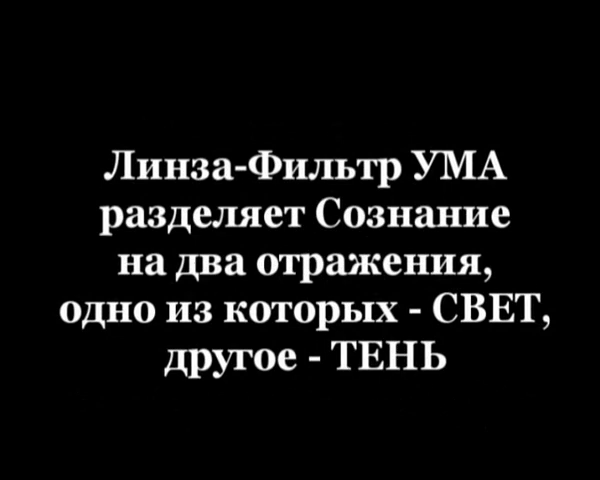 Линза-Фильтр УМА
разделяет Сознание
на два отражения,
одно из которых - СВЕТ,
другое - ТЕНЬ